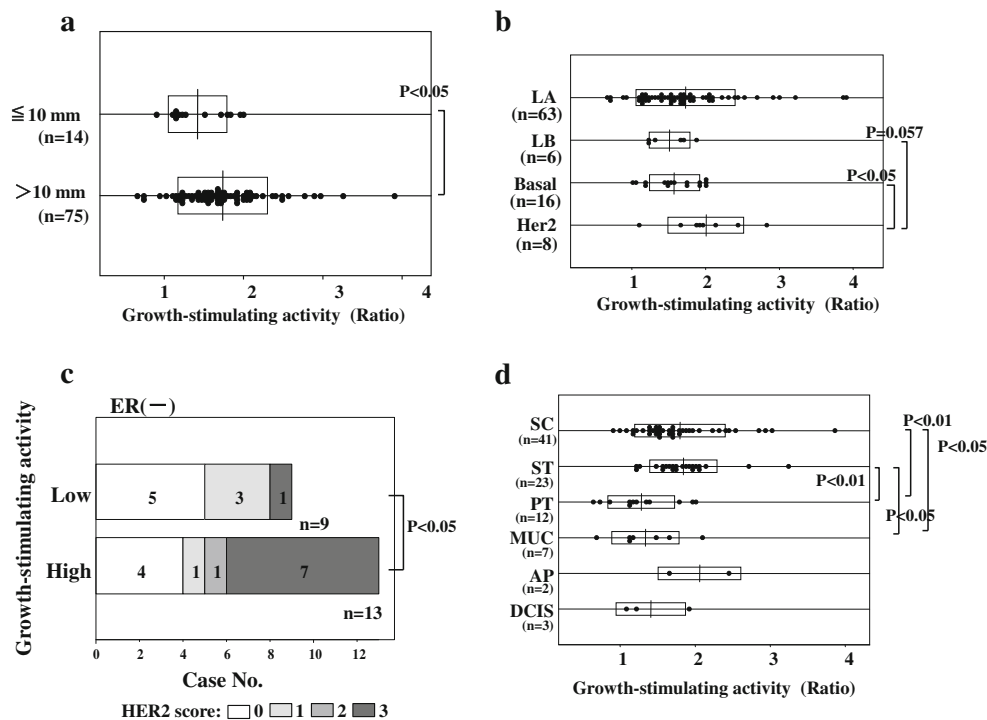 a
≦10 mm
(n=14)
>10 mm
(n=75)
P<0.05
1 2 3 4
Growth-stimulating activity (Ratio)
b
LA
(n=63)
LB
(n=6)
Basal
(n=16)
Her2
(n=8)
P=0.057
P<0.05
1 2 3 4
Growth-stimulating activity (Ratio)
c
ER(—)
Growth-stimulating activity
Low
5 3 1
n=9
High
4 1 1 7
n=13
P<0.05
0 2 4 6 8 10 12
Case No.
HER2 score: 0 1 2 3
d
SC
(n=41)
ST
(n=23)
PT
(n=12)
MUC
(n=7)
AP
(n=2)
DCIS
(n=3)
P<0.01
P<0.05
P<0.01
P<0.05
1 2 3 4
Growth-stimulating activity (Ratio)